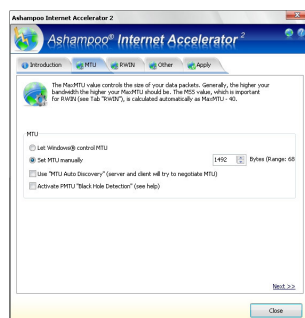 Ashampoo Internet Accelerator 2
Ashampoo® Internet Accelerator 2
Introduction MTU RWIN Other Apply
The MaxMTU value controls the size of your data packets. Generally, the higher your
bandwidth the higher your MaxMTU should be. The MSS value, which is important
for RWIN (see Tab "RWIN"), is calculated automatically as MaxMTU - 40.
MTU
Let Windows® control MTU
Set MTU manually 1492 Bytes (Range: 68
Use "MTU Auto Discovery" (server and client will try to negotiate MTU)
Activate PMTU "Black Hole Detection" (see help)
Next >>
Close